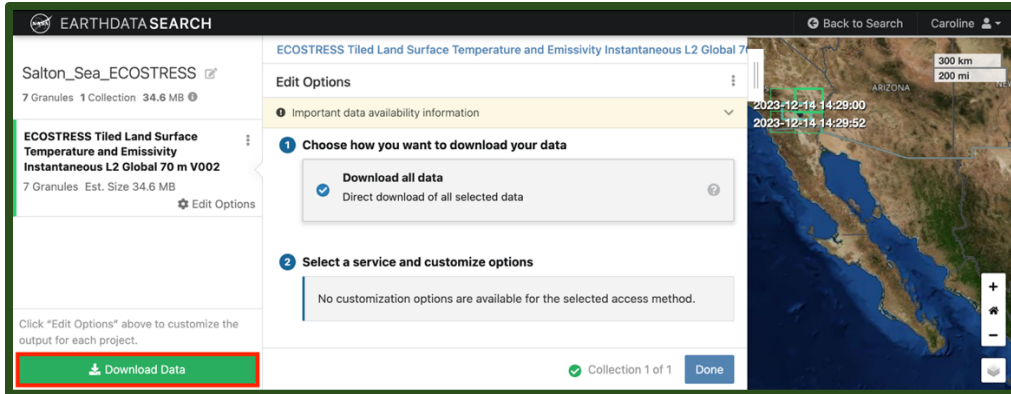 NASA EARTHDATA SEARCH
Back to Search
Caroline
Salton_Sea_ECOSTRESS
7 Granules 1 Collection 34.6 MB
ECOSTRESS Tiled Land Surface
Temperature and Emissivity
Instantaneous L2 Global 70 m V002
7 Granules Est. Size 34.6 MB
Edit Options
Click "Edit Options" above to customize the
output for each project.
Download Data
ECOSTRESS Tiled Land Surface Temperature and Emissivity Instantaneous L2 Global 7
Edit Options
Important data availability information
1 Choose how you want to download your data
Download all data
Direct download of all selected data
2 Select a service and customize options
No customization options are available for the selected access method.
Collection 1 of 1
Done
300 km
200 mi
ARIZONA
NEW
2023-12-14 14:29:00
2023-12-14 14:29:52